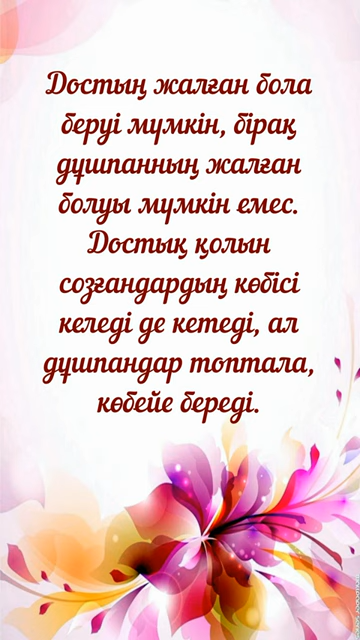 Достың жалған бола
беруі мүмкін, бірақ
дұшпанның жалған
болуы мүмкін емес.
Достық қолын
созғандардың көбісі
келеді де кетеді, ал
дұшпандар топтала,
көбейе береді.